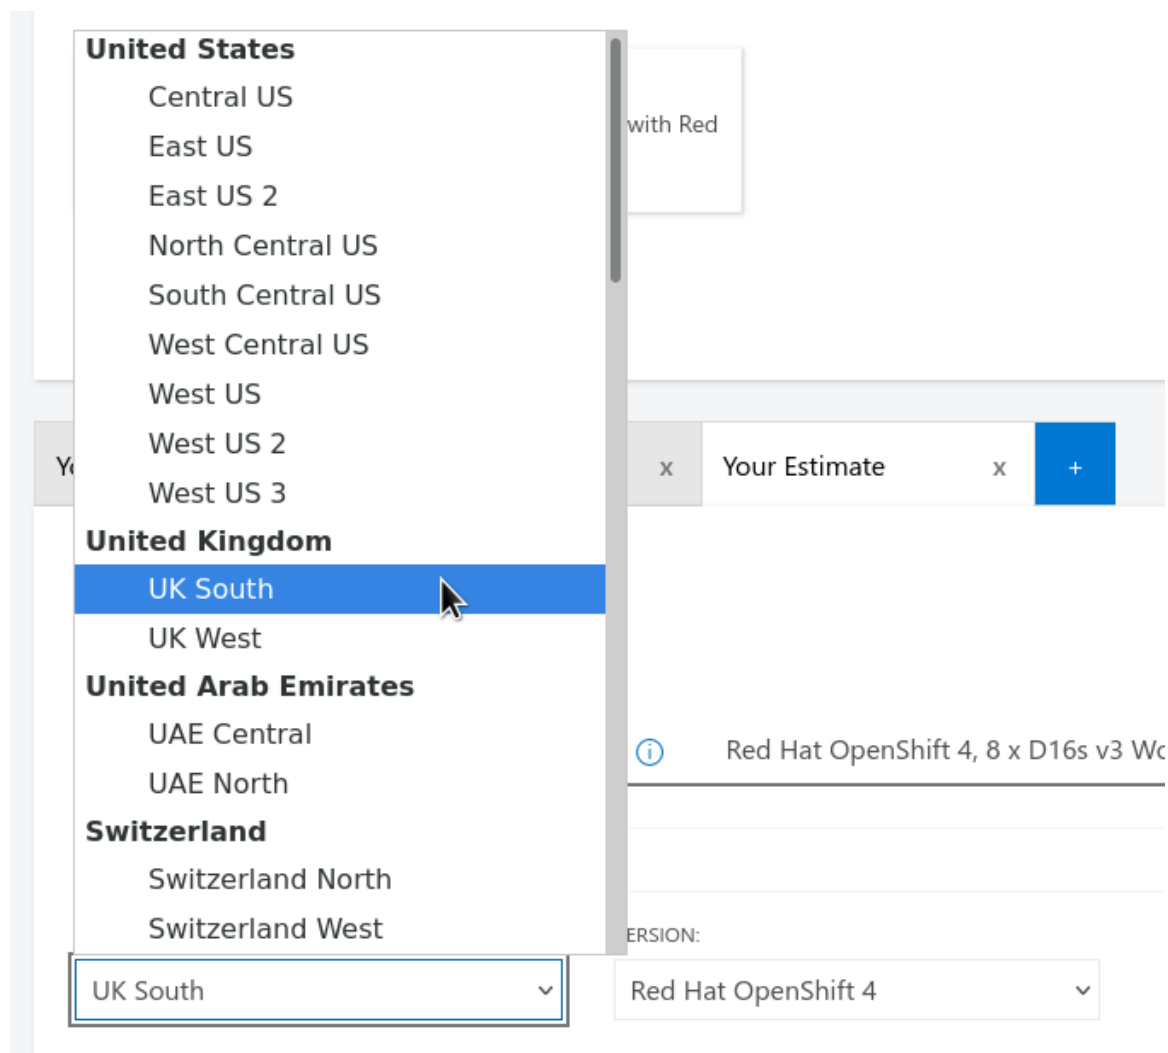 United States
Central US
East US
East US 2
North Central US
South Central US
West Central US
West US
West US 2
West US 3
United Kingdom
UK South
UK West
United Arab Emirates
UAE Central
UAE North
Switzerland
Switzerland North
Switzerland West
with Red
x
Your Estimate x +
Red Hat OpenShift 4, 8 x D16s v3 Wo
ERSION:
UK South
Red Hat OpenShift 4